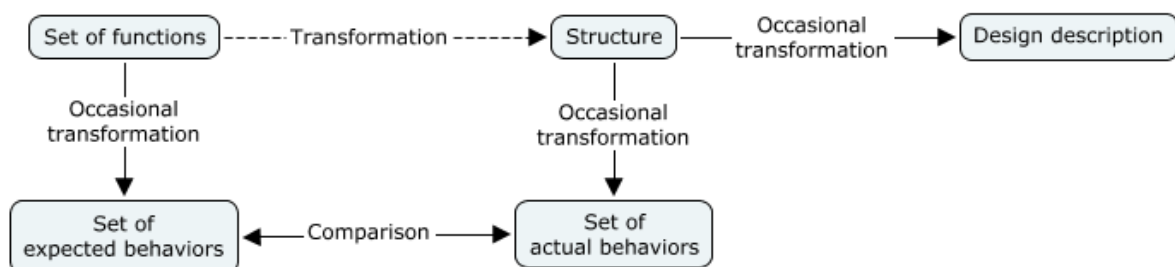 Set of functions
Transformation
Structure
Occasional
transformation
Design description
Occasional
transformation
Occasional
transformation
Set of
expected behaviors
Comparison
Set of
actual behaviors